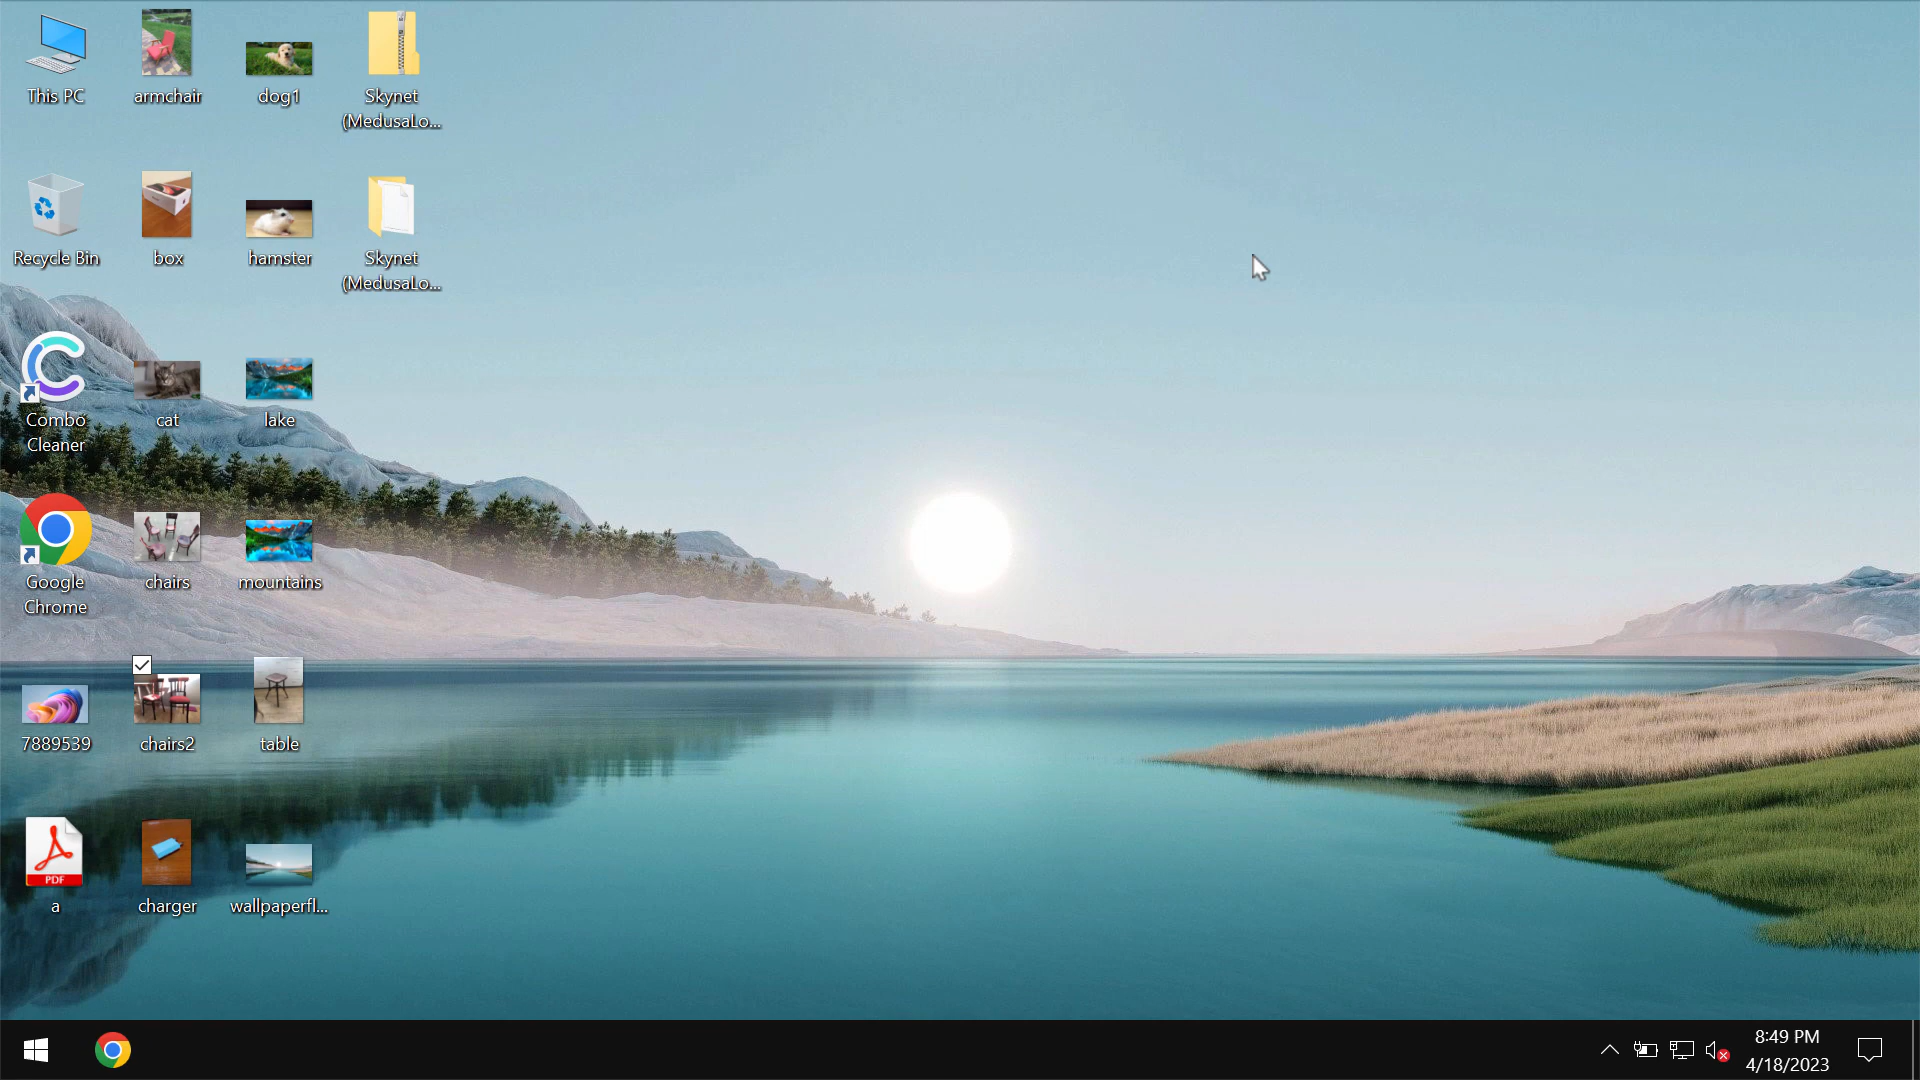 This PC
armchair
dog1
Skynet
(MedusaLo...
Recycle Bin
box
hamster
Skynet
(MedusaLo...
Combo
Cleaner
cat
lake
Google
Chrome
chairs
mountains
7889539
chairs2
table
PDF
a
charger
wallpaperfl...
8:49 PM
4/18/2023